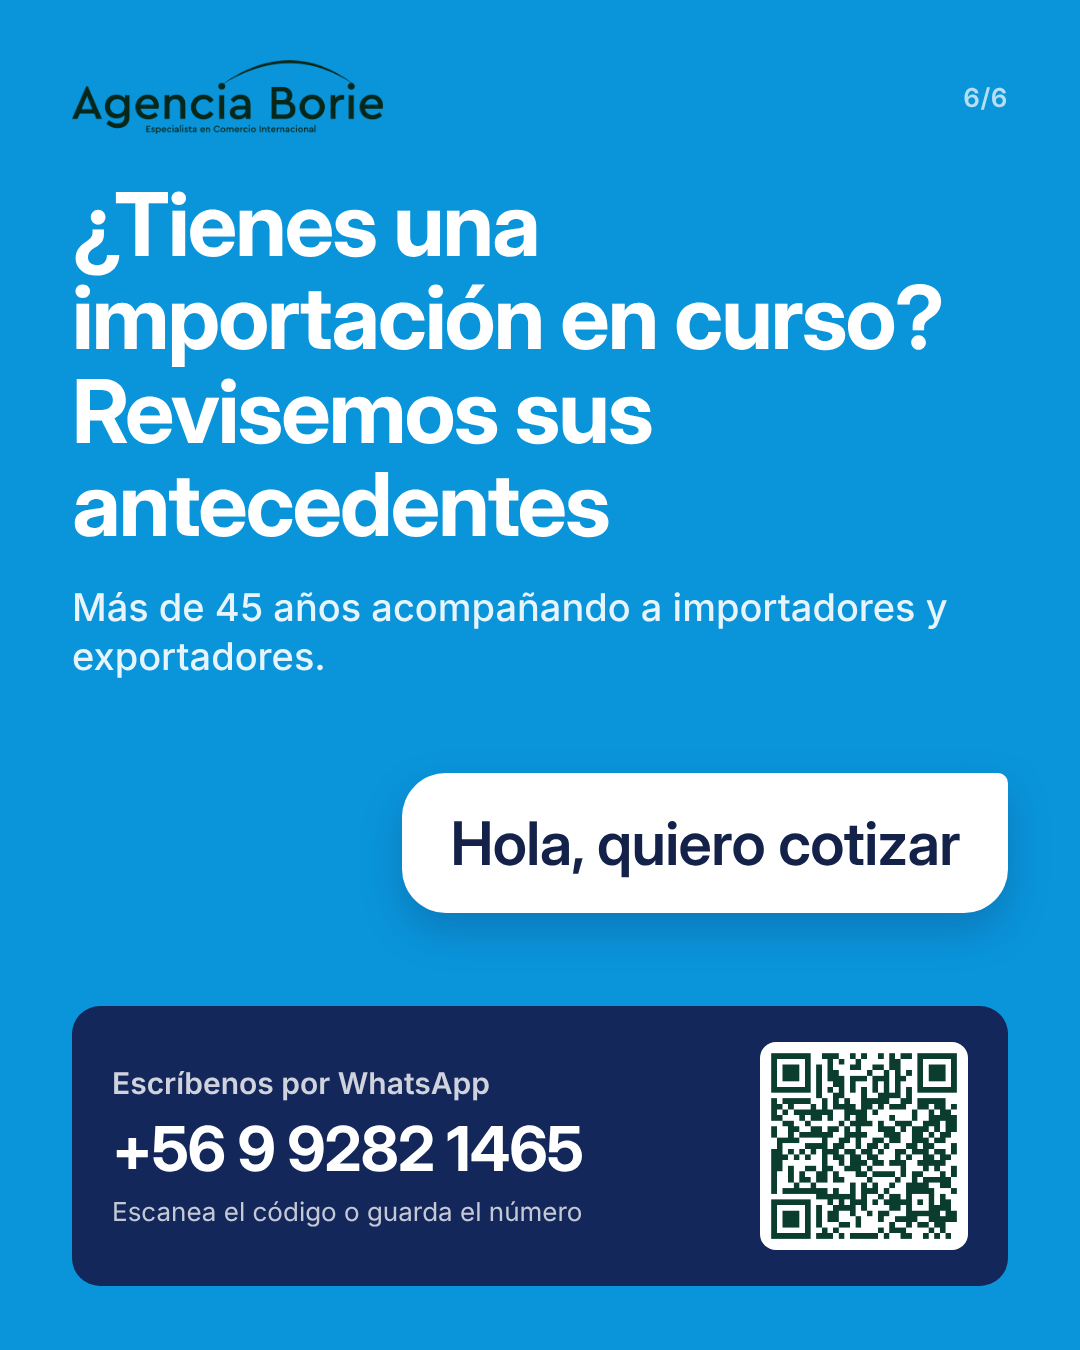 Agencia Borie
Especialista en Comercio Internacional
6/6
¿Tienes una
importación en curso?
Revisemos sus
antecedentes
Más de 45 años acompañando a importadores y
exportadores.
Hola, quiero cotizar
Escríbenos por WhatsApp
+56 9 9282 1465
Escanea el código o guarda el número